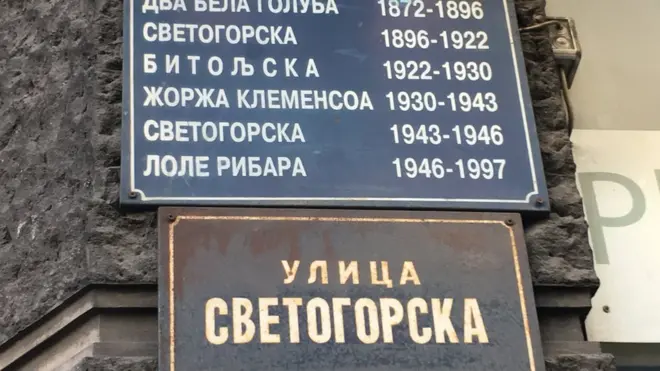 ДВА БЕЛА ГОЛУБА 1872-1896
СВЕТОГОРСКА 1896-1922
БИТОЉСКА 1922-1930
ЖОРЖА КЛЕМЕНСОА 1930-1943
СВЕТОГОРСКА 1943-1946
ЛОЛЕ РИБАРА 1946-1997
УЛИЦА
СВЕТОГОРСКА